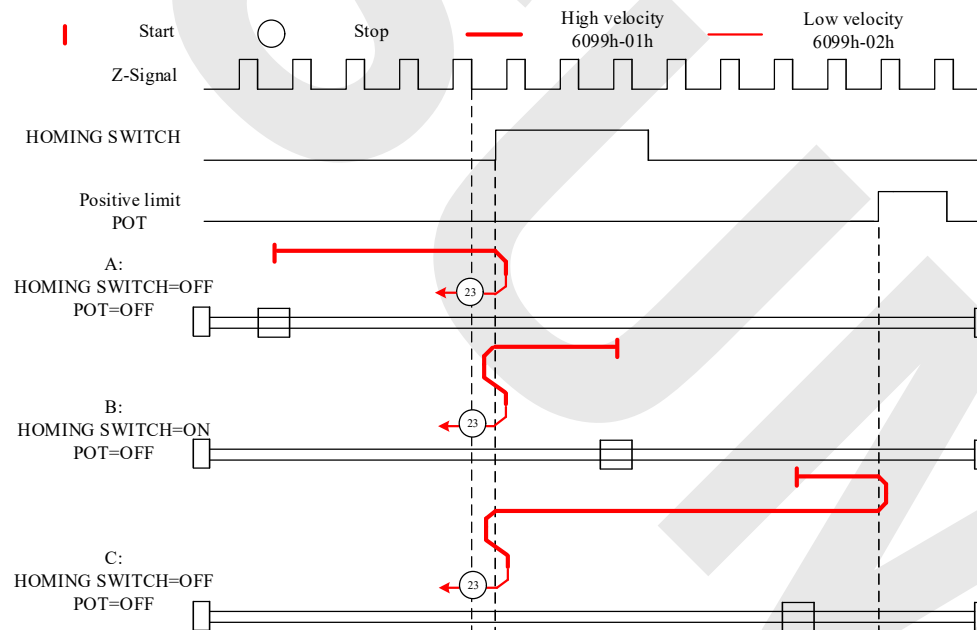 Start
Stop
High velocity
6099h-01h
Low velocity
6099h-02h
Z-Signal
HOMING SWITCH
Positive limit
POT
A:
HOMING SWITCH=OFF
POT=OFF
23
B:
HOMING SWITCH=ON
POT=OFF
23
C:
HOMING SWITCH=OFF
POT=OFF
23